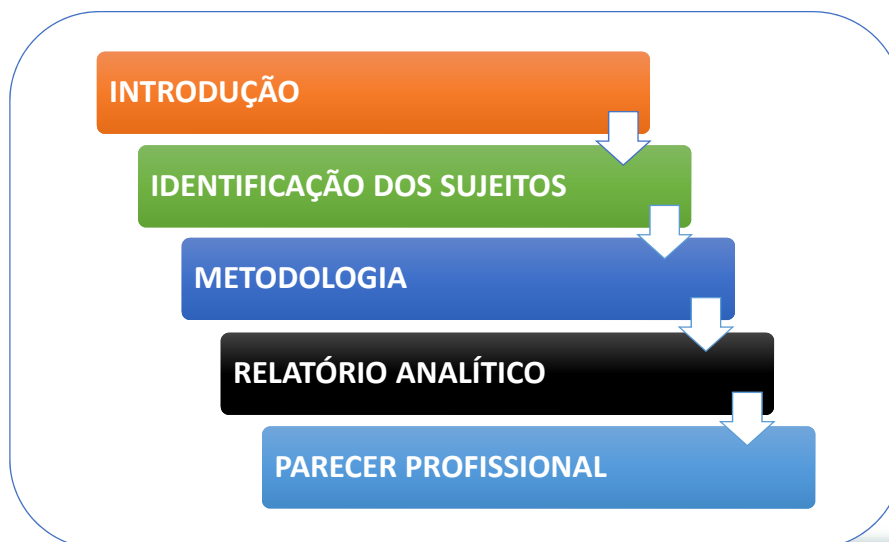 INTRODUÇÃO
IDENTIFICAÇÃO DOS SUJEITOS
METODOLOGIA
RELATÓRIO ANALÍTICO
PARECER PROFISSIONAL